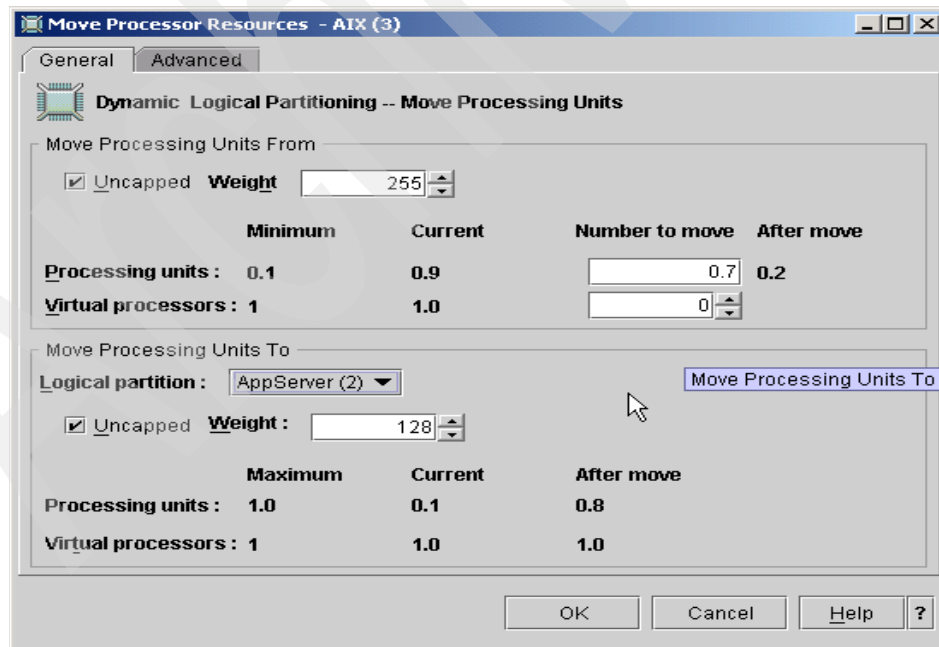 Move Processor Resources - AIX (3)
General Advanced
Dynamic Logical Partitioning -- Move Processing Units
Move Processing Units From
Uncapped Weight 255
Minimum Current Number to move After move
Processing units : 0.1 0.9 0.7 0.2
Virtual processors : 1 1.0 0
Move Processing Units To
Logical partition : AppServer (2) Move Processing Units To
Uncapped Weight : 128
Maximum Current After move
Processing units : 1.0 0.1 0.8
Virtual processors : 1 1.0 1.0
OK Cancel Help ?